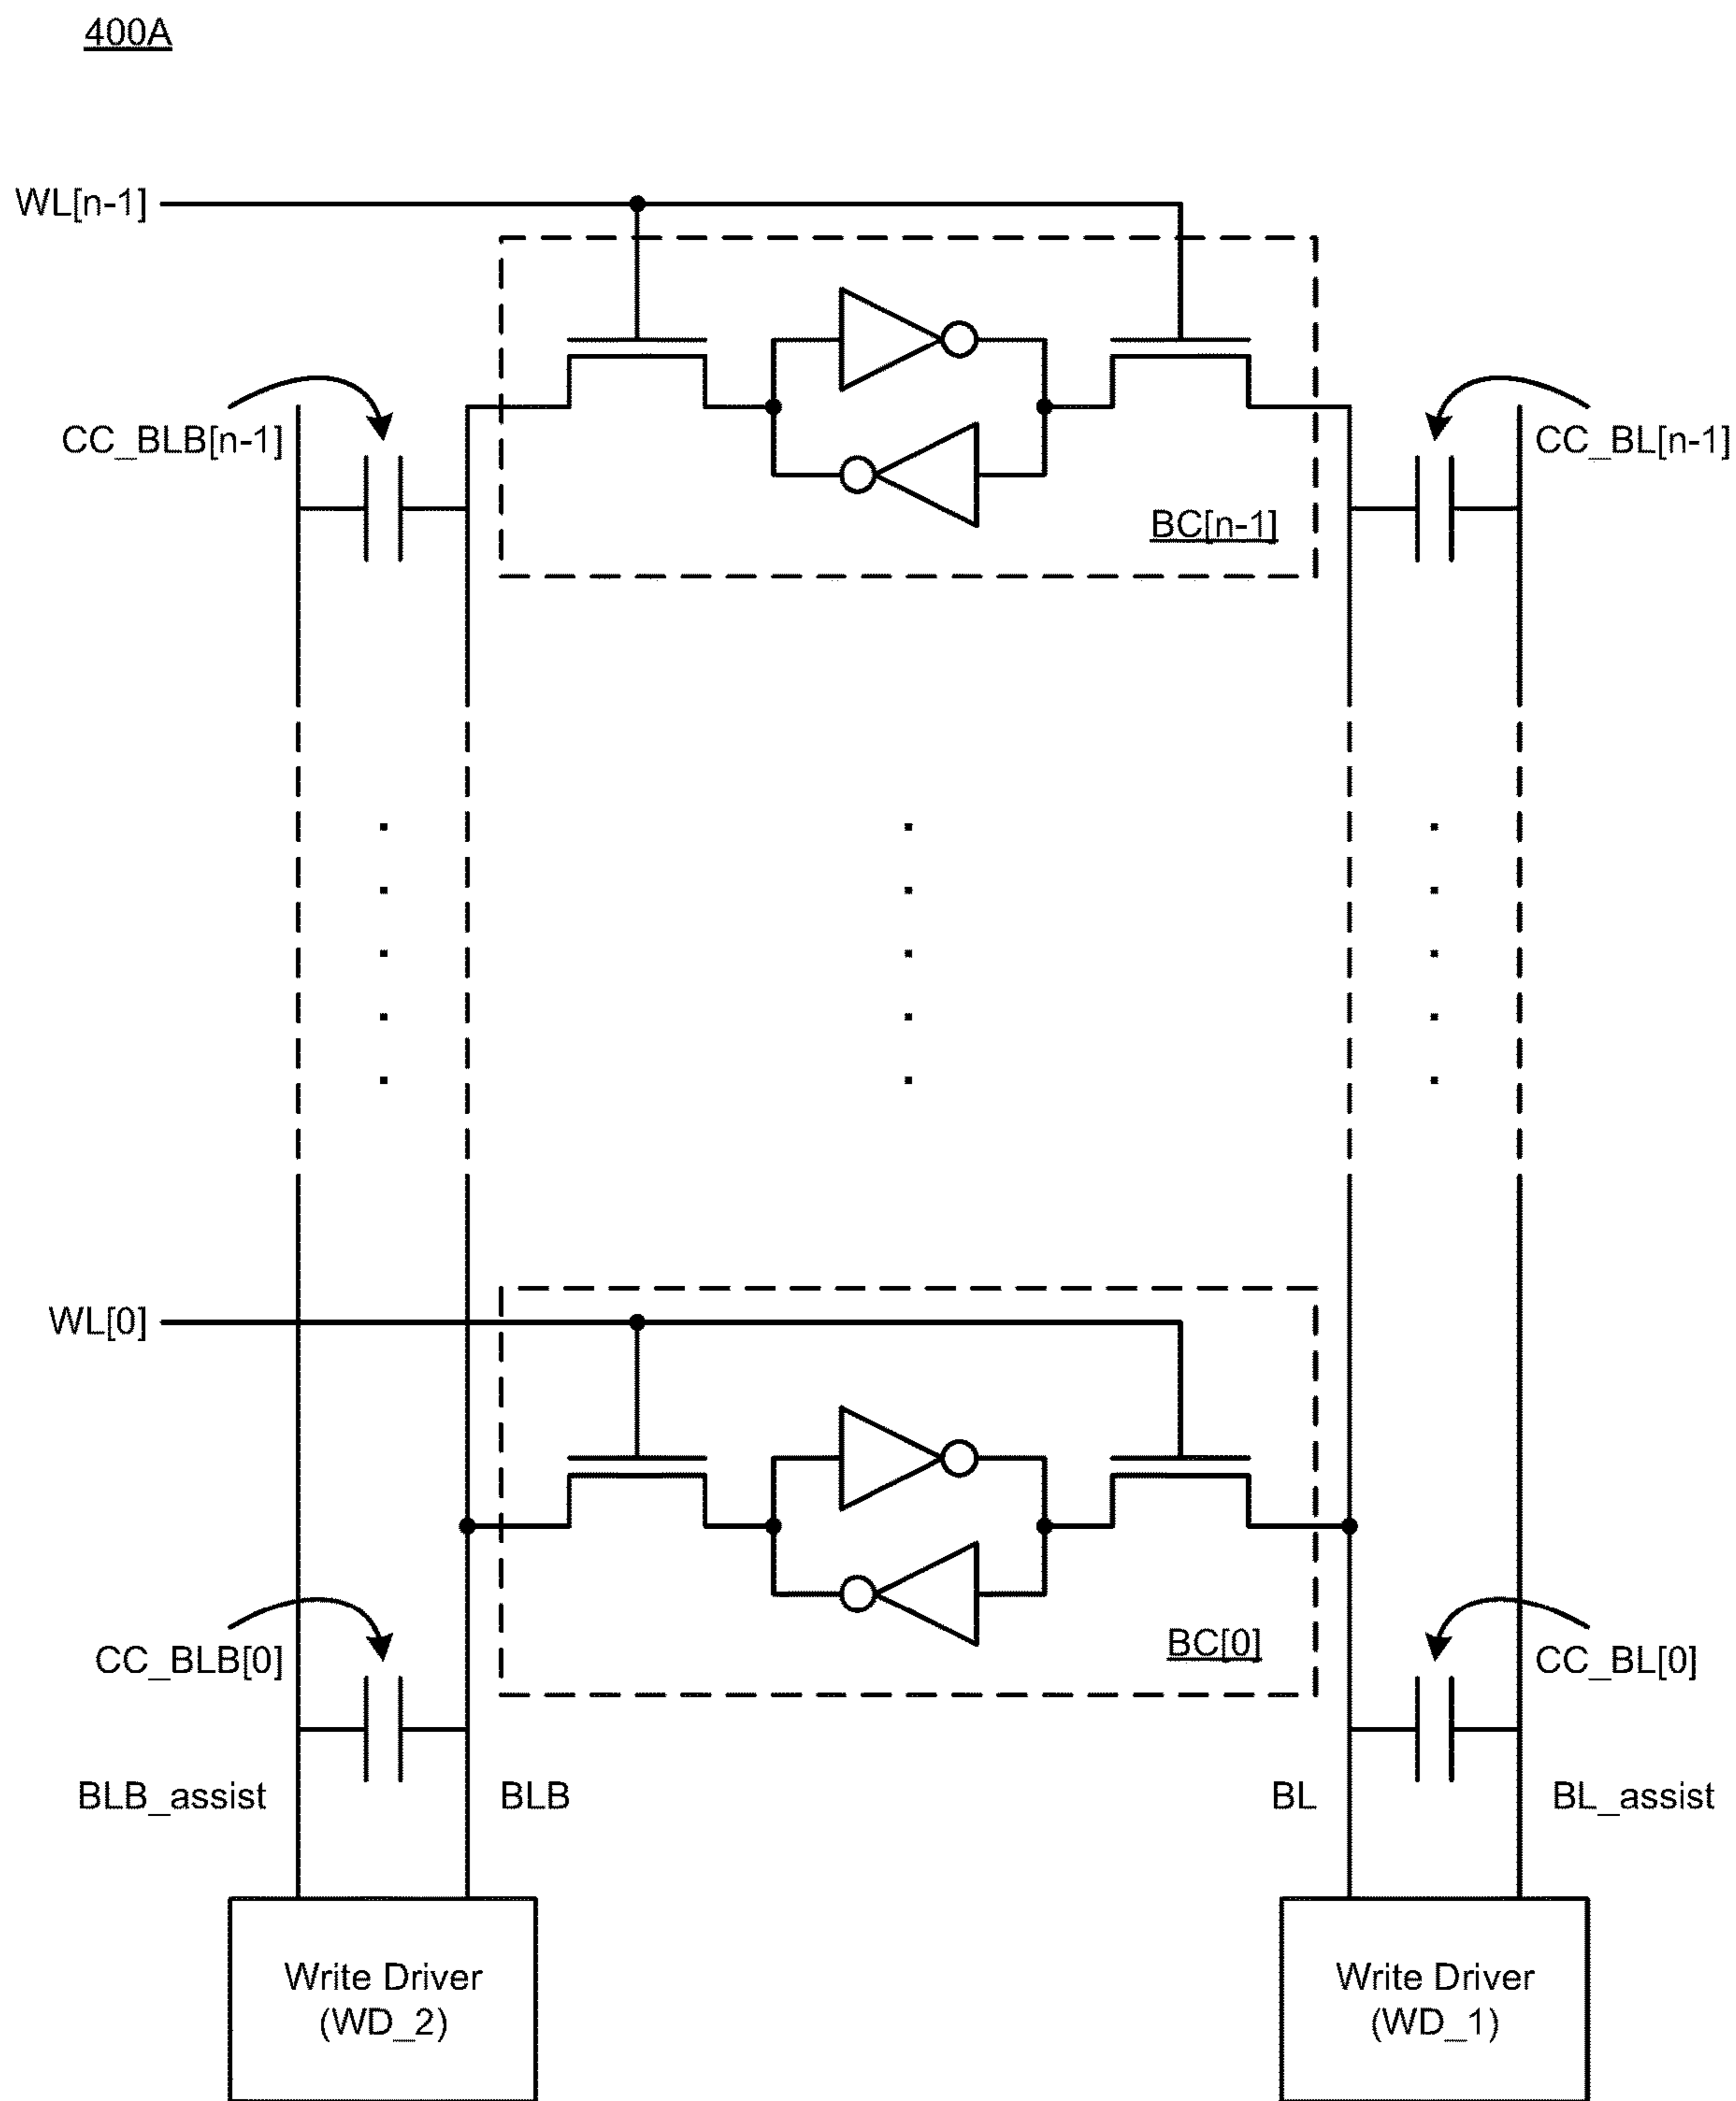 400A
WL[n-1]
CC_BLB[n-1]
CC_BL[n-1]
BC[n-1]
WL[0]
BC[0]
CC_BLB[0]
CC_BL[0]
BLB_assist
BLB
BL
BL_assist
Write Driver
(WD_2)
Write Driver
(WD_1)